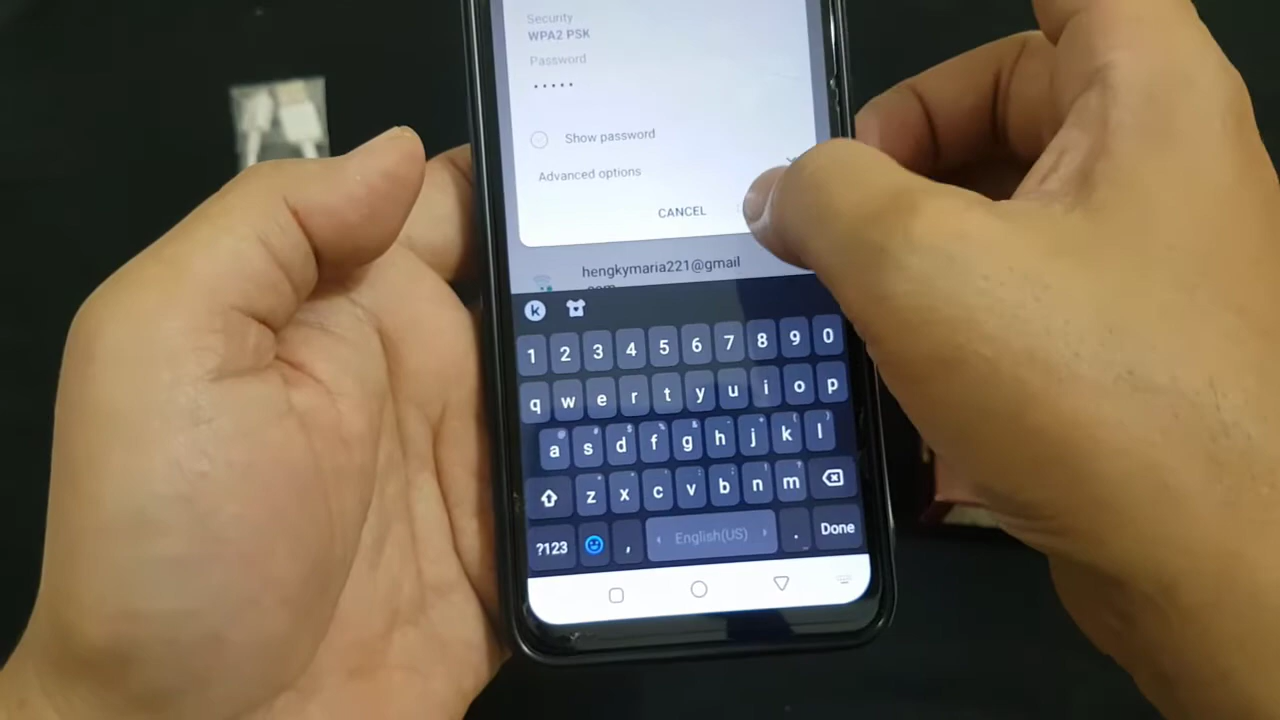 Security
WPA2 PSK
Password
•••••
Show password
Advanced options
CANCEL
hengkymaria221@gmail
.com
k
1 2 3 4 5 6 7 8 9 0
q w e r t y u i o p
a s d f g h j k l
z x c v b n m
?123 , English(US) . Done